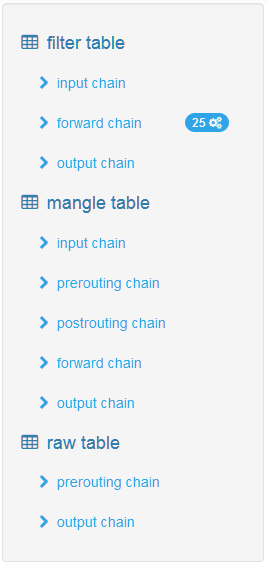 filter table
input chain
forward chain 25
output chain
mangle table
input chain
prerouting chain
postrouting chain
forward chain
output chain
raw table
prerouting chain
output chain